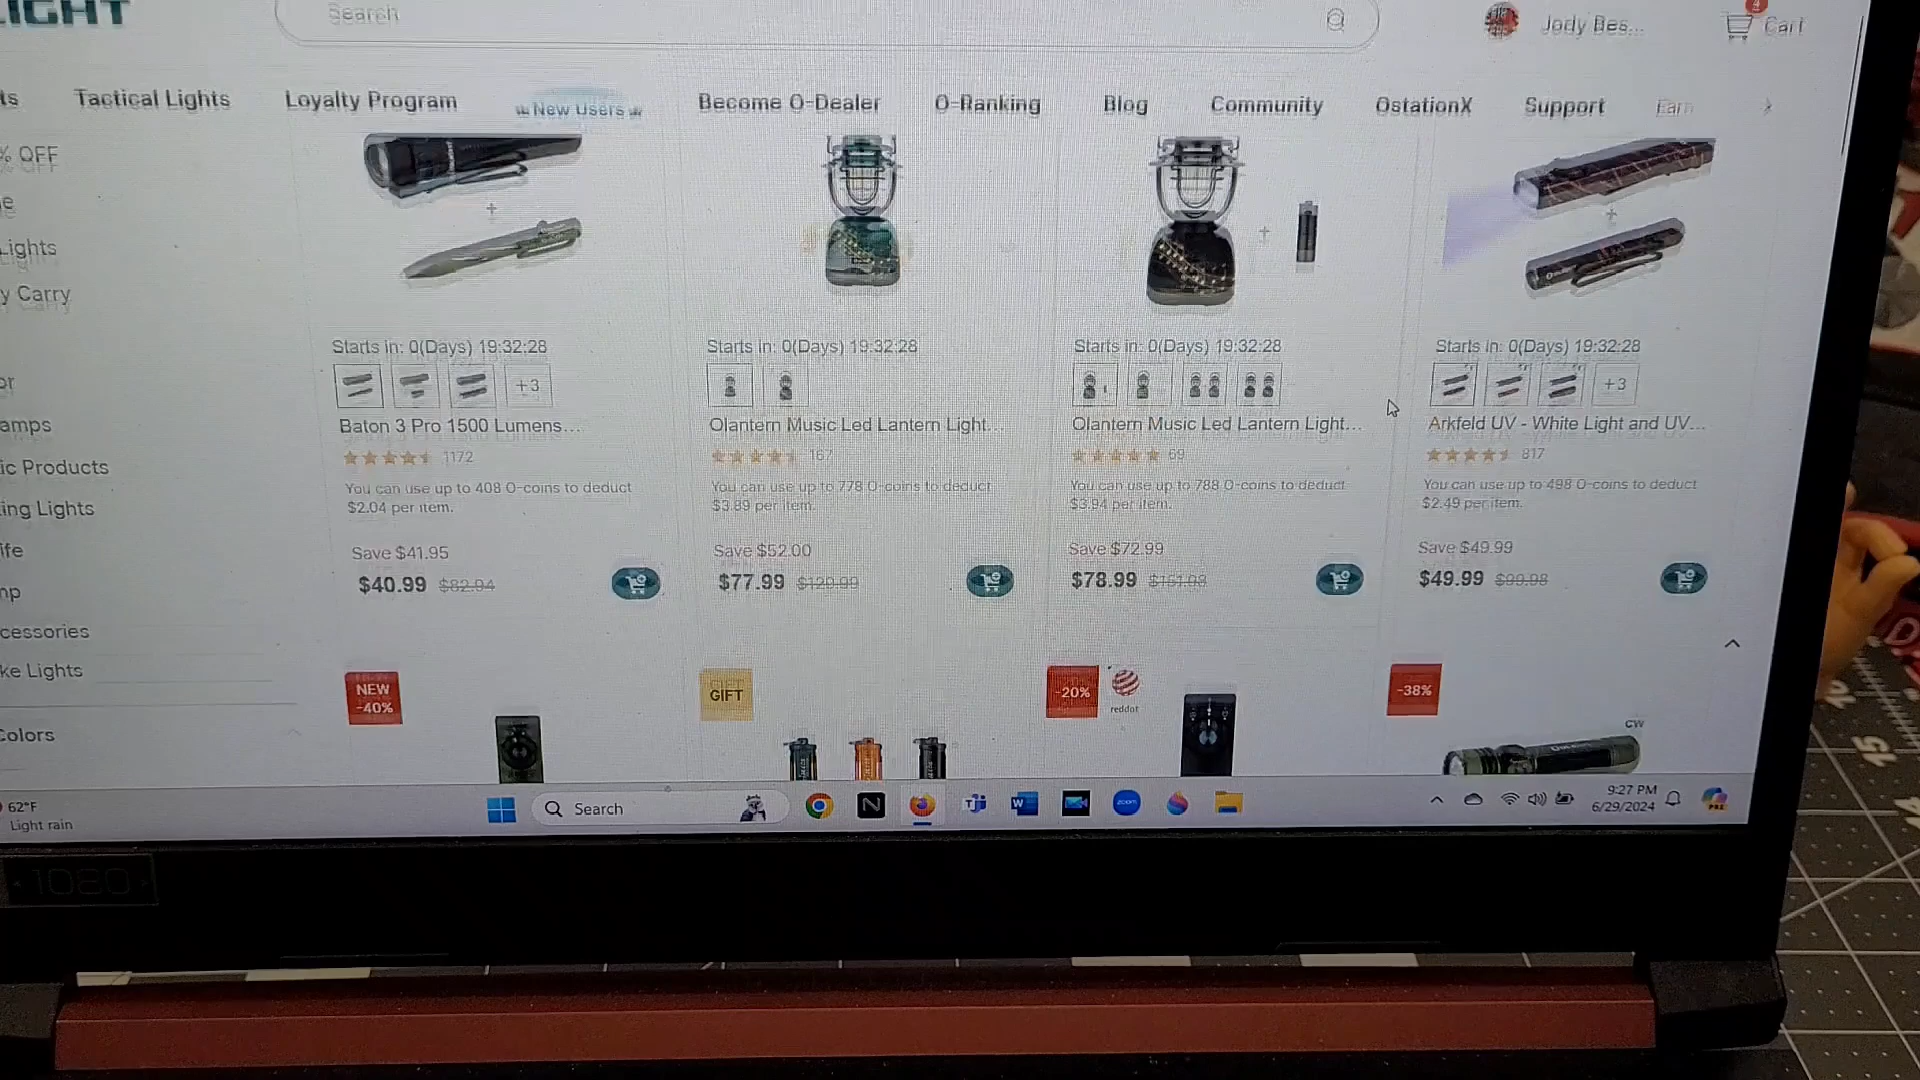 LIGHT
Search
Jody Bes...
4
Cart
ts
Tactical Lights
Loyalty Program
New Users
Become O-Dealer
O-Ranking
Blog
Community
OstationX
Support
Earn
% OFF
e
Lights
y Carry
or
amps
ic Products
ing Lights
ife
mp
cessories
ke Lights
Colors
Starts in: 0(Days) 19:32:28
+3
Baton 3 Pro 1500 Lumens...
1172
You can use up to 408 O-coins to deduct
$2.04 per item.
Save $41.95
$40.99 $82.94
Starts in: 0(Days) 19:32:28
Olantern Music Led Lantern Light...
167
You can use up to 778 O-coins to deduct
$3.89 per item.
Save $52.00
$77.99 $129.99
Starts in: 0(Days) 19:32:28
Olantern Music Led Lantern Light...
69
You can use up to 788 O-coins to deduct
$3.94 per item.
Save $72.99
$78.99 $151.98
Starts in: 0(Days) 19:32:28
+3
Arkfeld UV - White Light and UV...
817
You can use up to 498 O-coins to deduct
$2.49 per item.
Save $49.99
$49.99 $99.98
NEW
-40%
GIFT
-20%
reddot
-38%
CW
62°F
Light rain
Search
zoom
9:27 PM
6/29/2024
1080
15